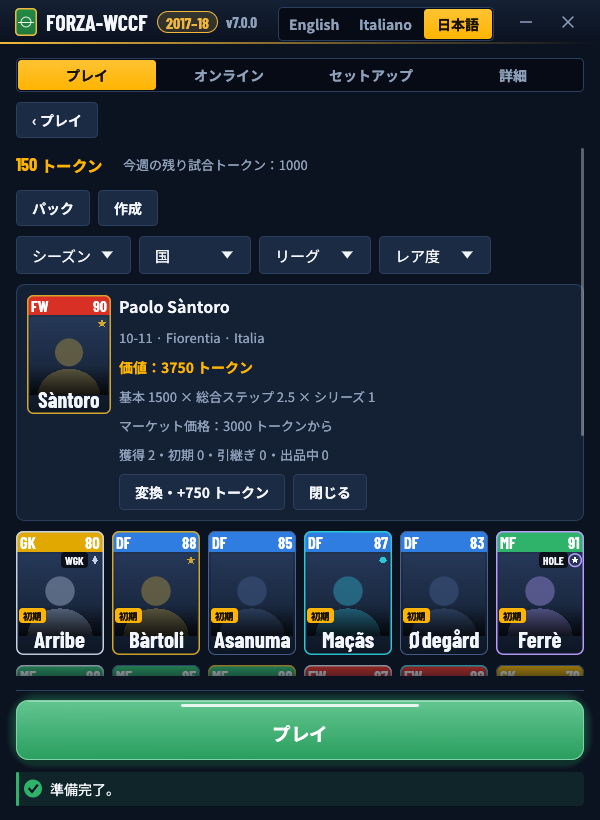 FORZA-WCCF 2017-18 v7.0.0 English Italiano 日本語
プレイ オンライン セットアップ 詳細
‹ プレイ
150 トークン 今週の残り試合トークン：1000
パック 作成
シーズン ▼ 国 ▼ リーグ ▼ レア度 ▼
FW 90
Sàntoro
Paolo Sàntoro
10-11 · Fiorentia · Italia
価値：3750 トークン
基本 1500 × 総合ステップ 2.5 × シリーズ 1
マーケット価格：3000 トークンから
獲得 2・初期 0・引継ぎ 0・出品中 0
変換・+750 トークン 閉じる
GK 80 DF 88 DF 85 DF 87 DF 83 MF 91
WGK HOLE
初期 初期 初期 初期 初期 初期
Arribe Bàrtoli Asanuma Maçãs Ødegård Ferrè
プレイ
準備完了。